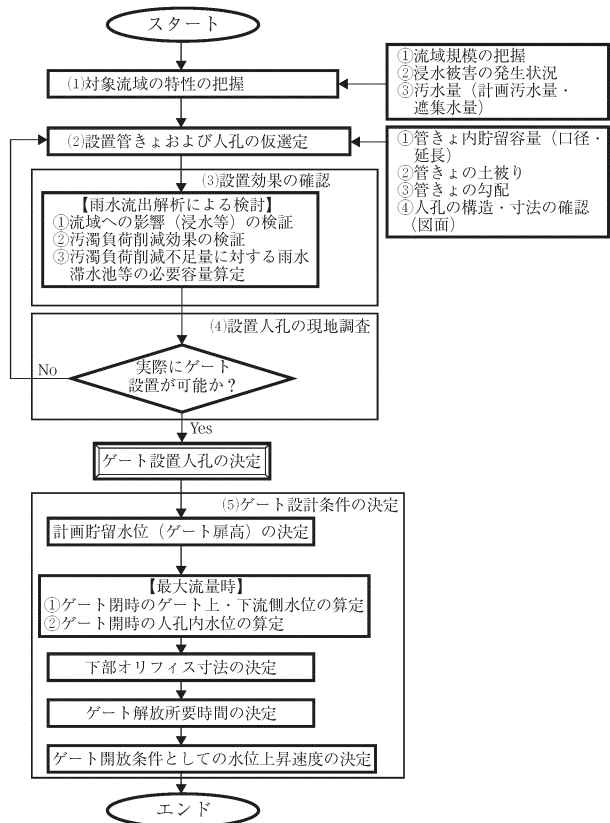 スタート
⑴対象流域の特性の把握
①流域規模の把握
②浸水被害の発生状況
③汚水量（計画汚水量・
遮集水量）
⑵設置管きょおよび人孔の仮選定
①管きょ内貯留容量（口径・
延長）
②管きょの土被り
③管きょの勾配
④人孔の構造・寸法の確認
（図面）
⑶設置効果の確認
【雨水流出解析による検討】
①流域への影響（浸水等）の検証
②汚濁負荷削減効果の検証
③汚濁負荷削減不足量に対する雨水
滞水池等の必要容量算定
⑷設置人孔の現地調査
実際にゲート
設置が可能か？
No
Yes
ゲート設置人孔の決定
⑸ゲート設計条件の決定
計画貯留水位（ゲート扉高）の決定
【最大流量時】
①ゲート閉時のゲート上・下流側水位の算定
②ゲート開時の人孔内水位の算定
下部オリフィス寸法の決定
ゲート解放所要時間の決定
ゲート開放条件としての水位上昇速度の決定
エンド